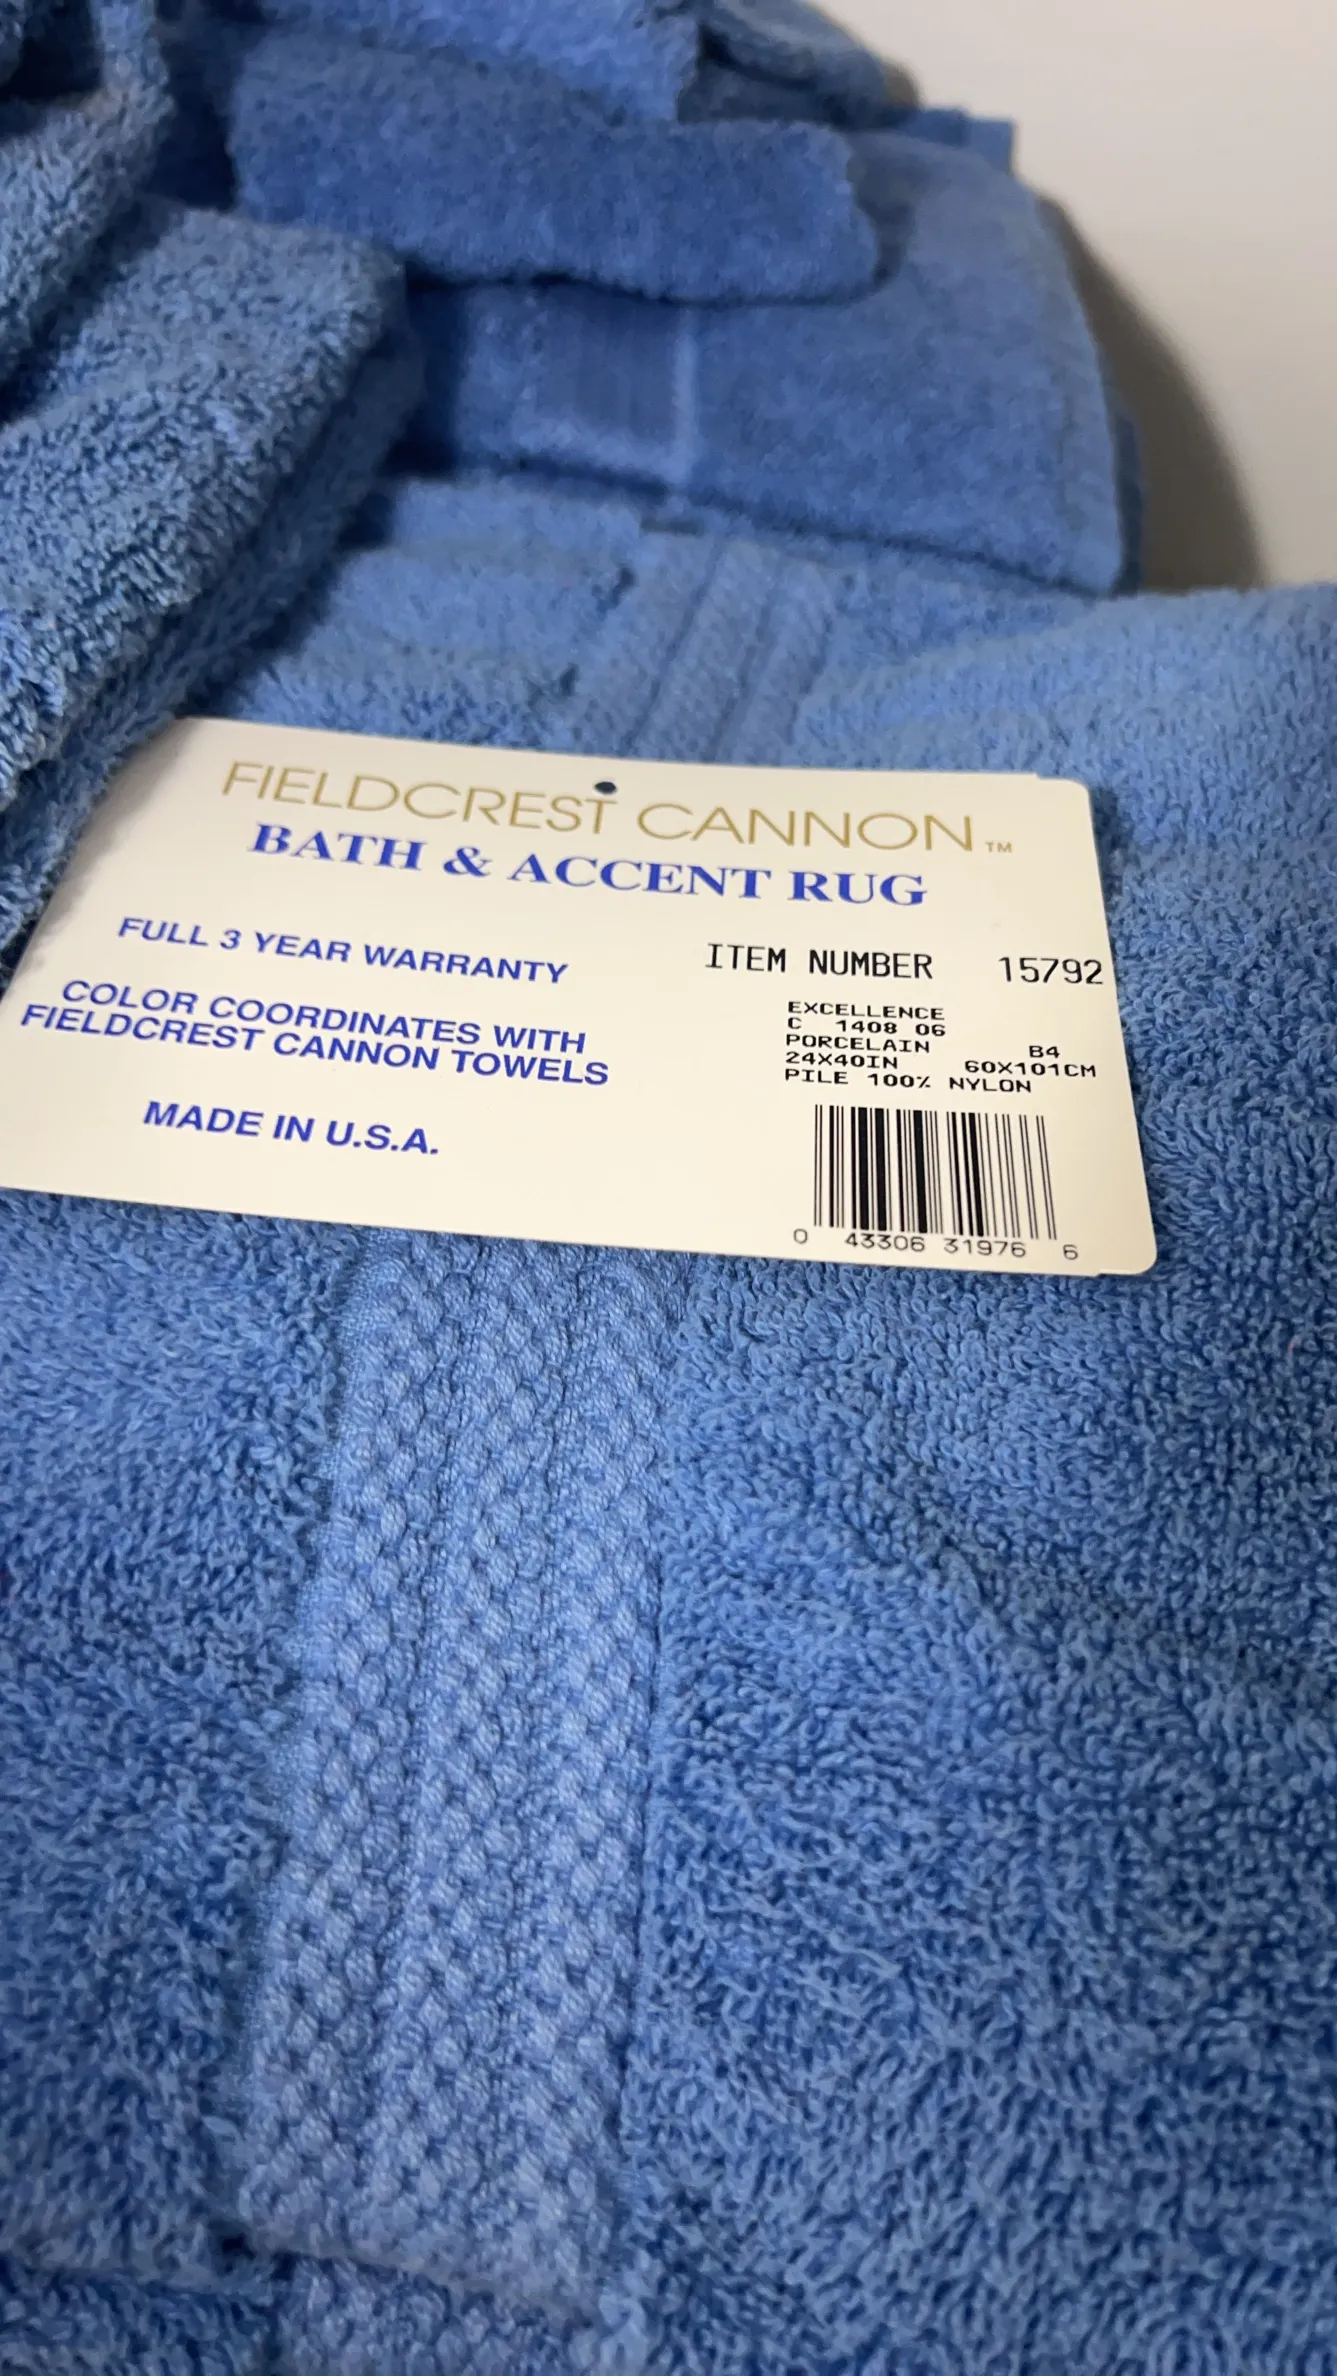 FIELDCREST CANNON™
BATH & ACCENT RUG
FULL 3 YEAR WARRANTY
COLOR COORDINATES WITH
FIELDCREST CANNON TOWELS
MADE IN U.S.A.
ITEM NUMBER 15792
EXCELLENCE
C 1408 06
PORCELAIN B4
24X40IN 60X101CM
PILE 100% NYLON
0 43306 31976 6